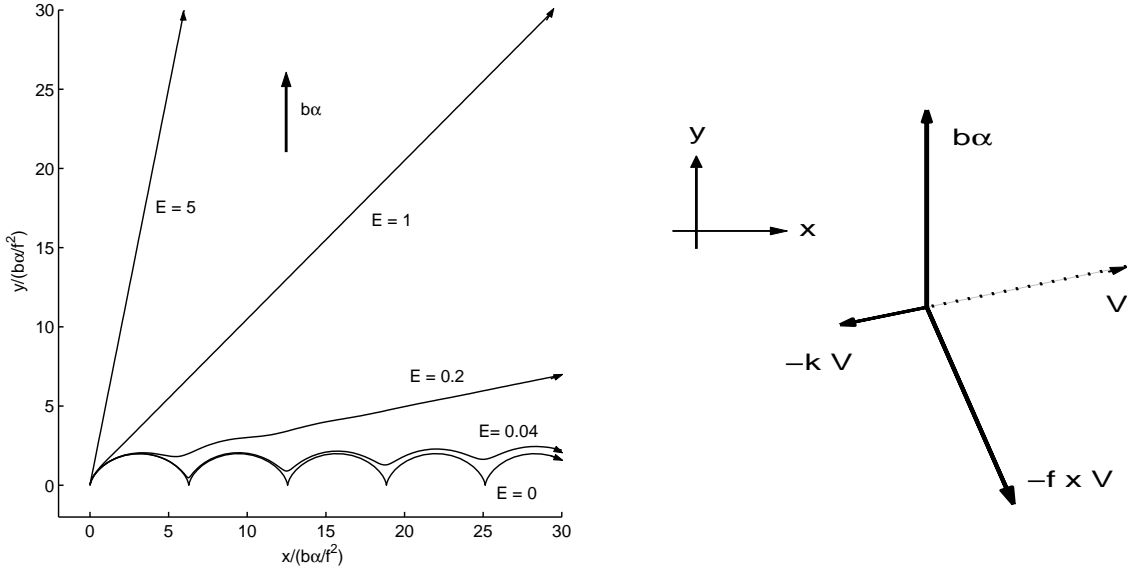 30
25
20
15
10
5
0
y/(bα/f²)
0 5 10 15 20 25 30
x/(bα/f²)
bα
E = 5
E = 1
E = 0.2
E= 0.04
E = 0
y
x
bα
V
−k V
−f x V